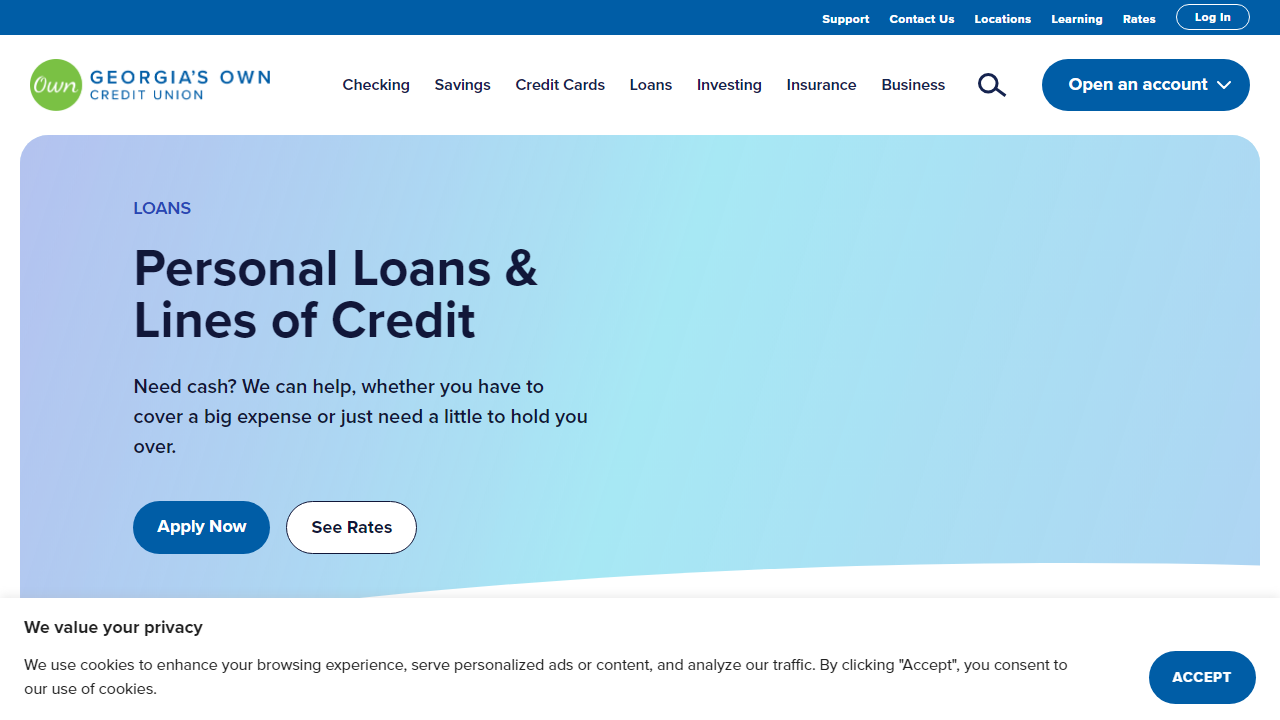 Support Contact Us Locations Learning Rates Log In
Own GEORGIA'S OWN
CREDIT UNION
Checking Savings Credit Cards Loans Investing Insurance Business Open an account
LOANS
Personal Loans &
Lines of Credit
Need cash? We can help, whether you have to
cover a big expense or just need a little to hold you
over.
Apply Now See Rates
We value your privacy
We use cookies to enhance your browsing experience, serve personalized ads or content, and analyze our traffic. By clicking "Accept", you consent to
our use of cookies.
ACCEPT